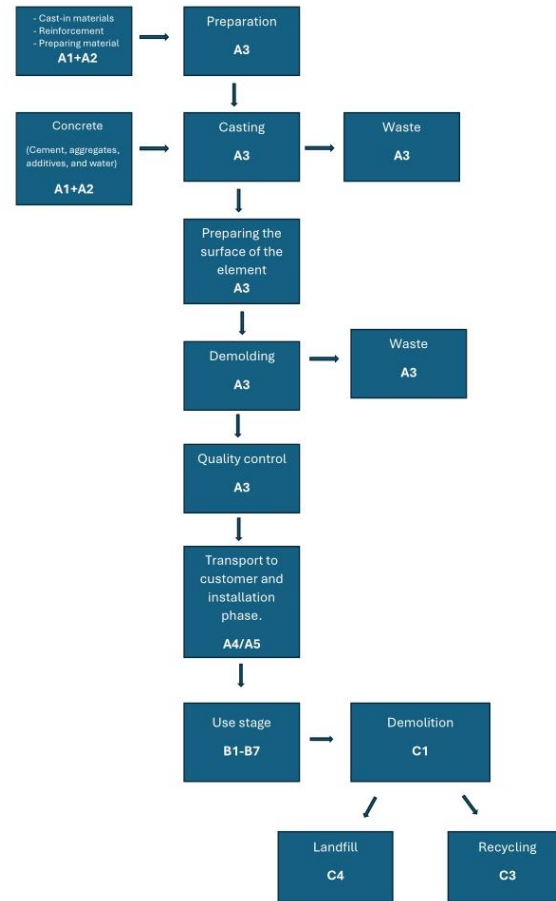 - Cast-in materials
- Reinforcement
- Preparing material
A1+A2
Preparation
A3
Concrete
(Cement, aggregates,
additives, and water)
A1+A2
Casting
A3
Waste
A3
Preparing the
surface of the
element
A3
Demolding
A3
Waste
A3
Quality control
A3
Transport to
customer and
installation
phase.
A4/A5
Use stage
B1-B7
Demolition
C1
Landfill
C4
Recycling
C3